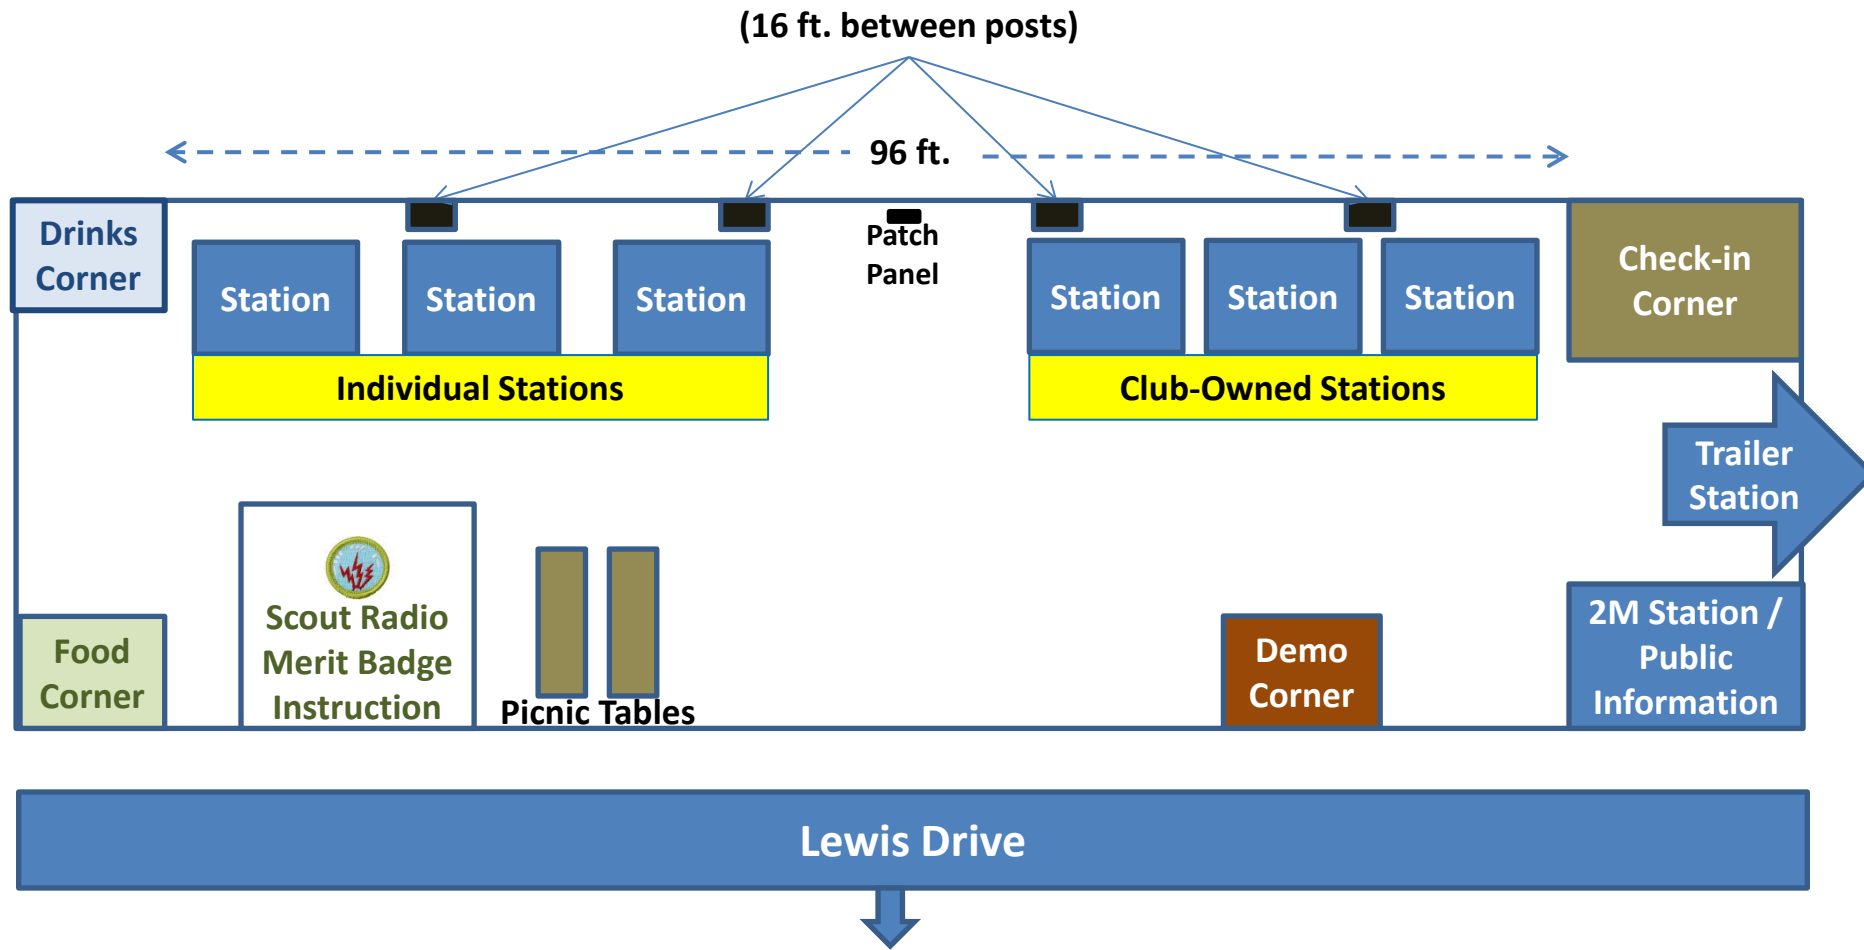 (16 ft. between posts)
96 ft.
Drinks
Corner
Patch
Panel
Check-in
Corner
Station
Station
Station
Station
Station
Station
Individual Stations
Club-Owned Stations
Trailer
Station
Scout Radio
Merit Badge
Instruction
Food
Corner
Picnic Tables
Demo
Corner
2M Station /
Public
Information
Lewis Drive